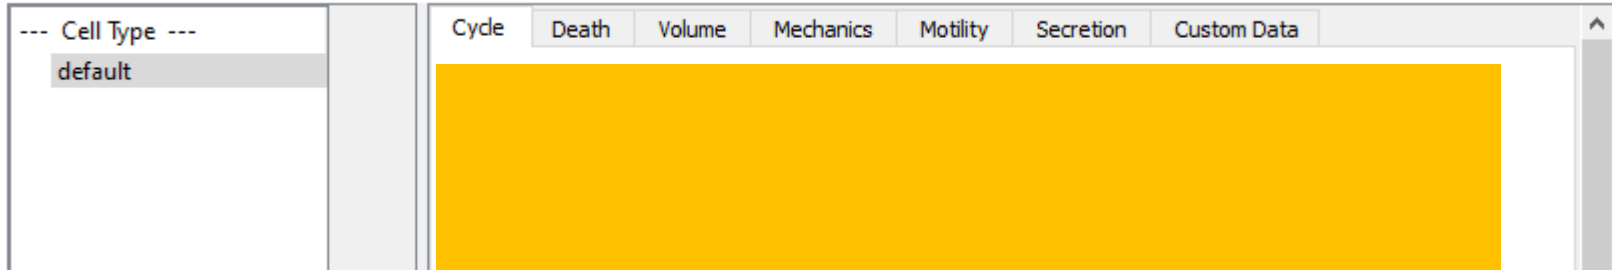 --- Cell Type ---
default
Cycle Death Volume Mechanics Motility Secretion Custom Data